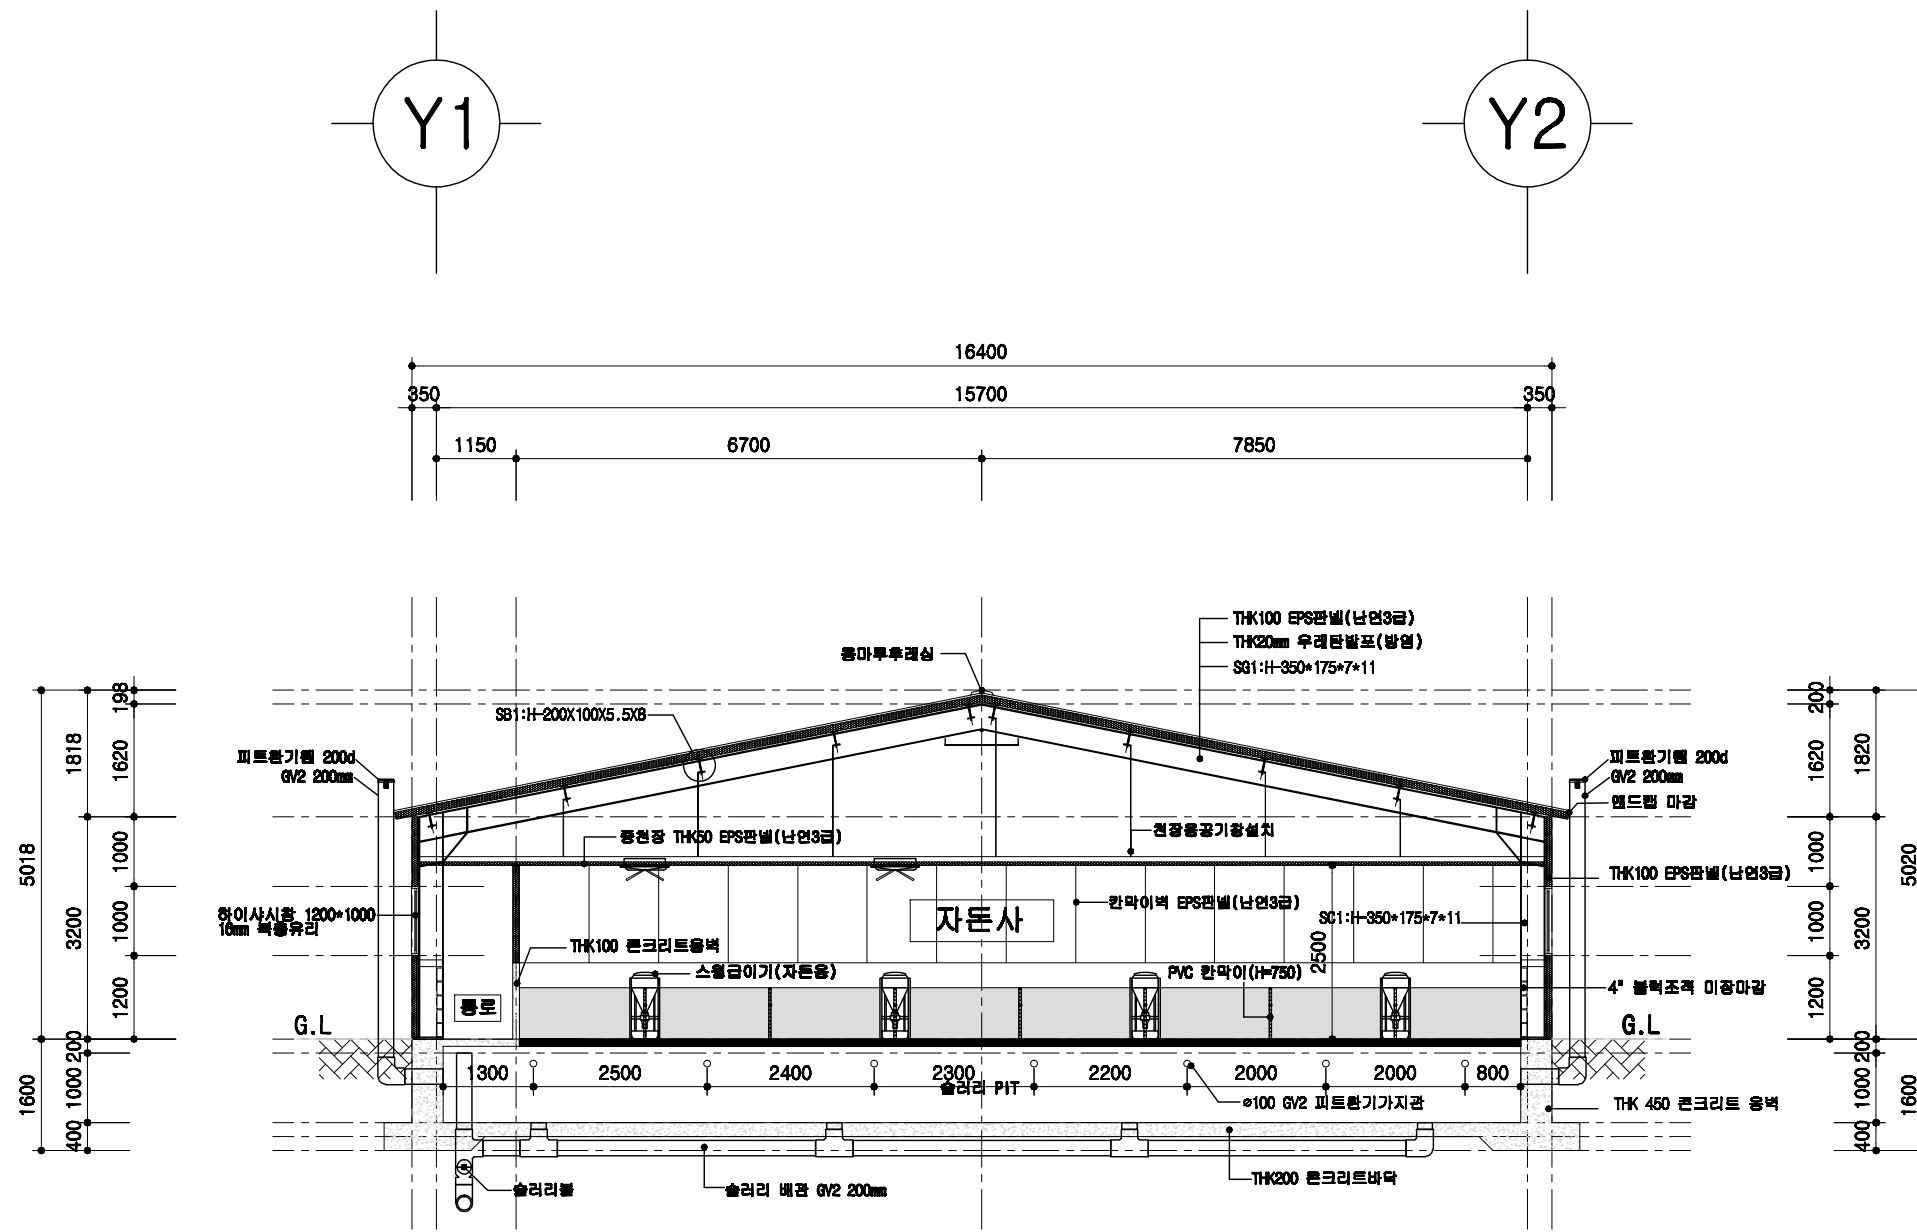 Y1
Y2
16400
350
15700
350
1150
6700
7850
THK100 EPS판넬(난연3급)
THK20mm 우레탄발포(방염)
SG1:H-350*175*7*11
용마루후레싱
SB1:H-200X100X5.5X8
피트환기휀 200d
GV2 200mm
피트환기휀 200d
GV2 200mm
앤드캡 마감
중천장 THK50 EPS판넬(난연3급)
천장용공기창설치
THK100 EPS판넬(난연3급)
칸막이벽 EPS판넬(난연3급)
하이샤시창 1200*1000
16mm 복층유리
자돈사
SC1:H-350*175*7*11
THK100 콘크리트옹벽
스윙급이기(자돈용)
PVC 칸막이(H=750)
2500
4" 블럭조적 미장마감
통로
G.L
G.L
1300
2500
2400
2300
2200
2000
2000
800
슬러리 PIT
ø100 GV2 피트환기가지관
THK 450 콘크리트 옹벽
THK200 콘크리트바닥
슬러리볼
슬러리 배관 GV2 200mm
5018
1600
1818
3200
200
1000
400
198
1620
1000
1000
1200
200
1620
1000
1000
1200
1820
3200
200
1000
400
5020
1600